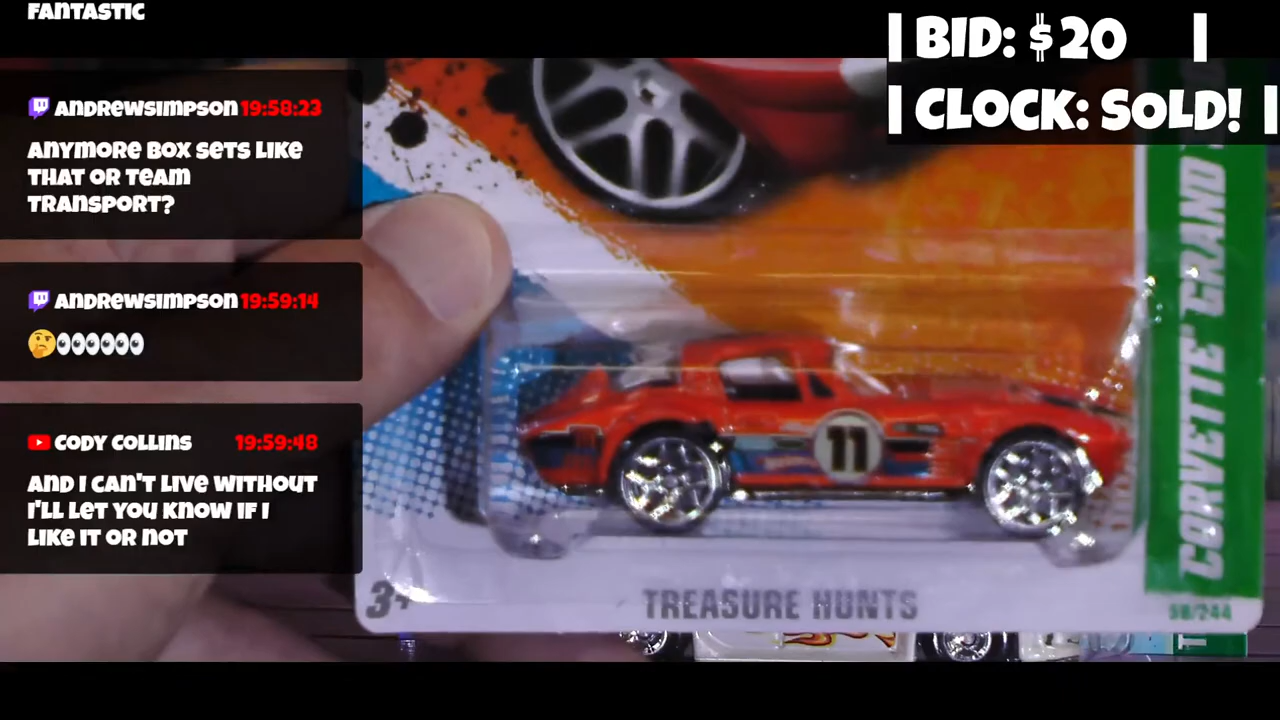 FANTASTIC
ANDREWSIMPSON 19:58:23
ANYMORE BOX SETS LIKE
THAT OR TEAM
TRANSPORT?
ANDREWSIMPSON 19:59:14
CODY COLLINS 19:59:48
AND I CAN'T LIVE WITHOUT
I'LL LET YOU KNOW IF I
LIKE IT OR NOT
| BID: $20 |
| CLOCK: SOLD! |
CORVETTE GRAND
11
3+
TREASURE HUNTS